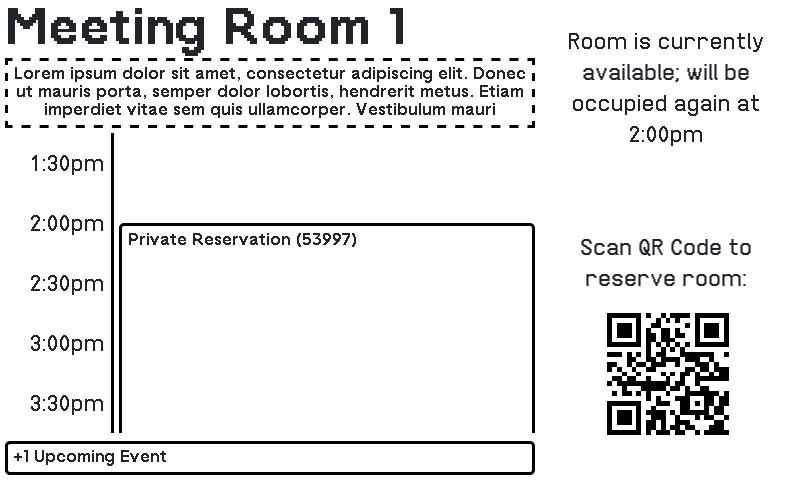 Meeting Room 1
Lorem ipsum dolor sit amet, consectetur adipiscing elit. Donec
ut mauris porta, semper dolor lobortis, hendrerit metus. Etiam
imperdiet vitae sem quis ullamcorper. Vestibulum mauri
1:30pm
2:00pm
2:30pm
3:00pm
3:30pm
Private Reservation (53997)
+1 Upcoming Event
Room is currently
available; will be
occupied again at
2:00pm
Scan QR Code to
reserve room: